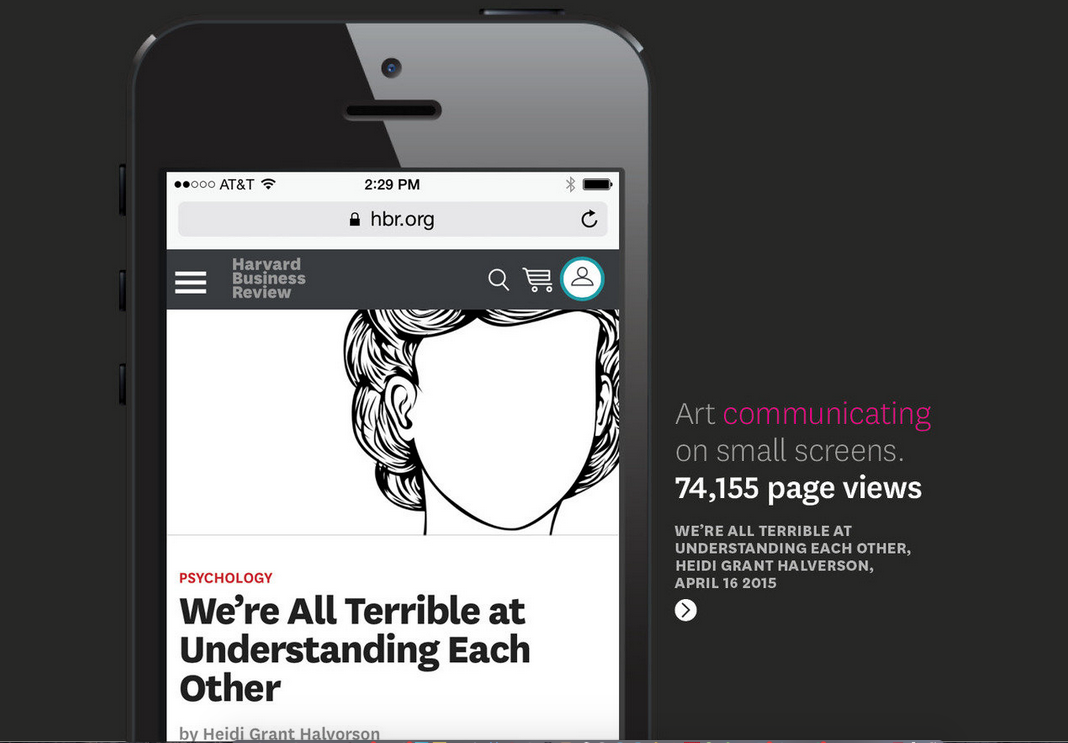 AT&T
2:29 PM
hbr.org
Harvard
Business
Review
PSYCHOLOGY
We’re All Terrible at
Understanding Each
Other
by Heidi Grant Halvorson
Art communicating
on small screens.
74,155 page views
WE’RE ALL TERRIBLE AT
UNDERSTANDING EACH OTHER,
HEIDI GRANT HALVERSON,
APRIL 16 2015